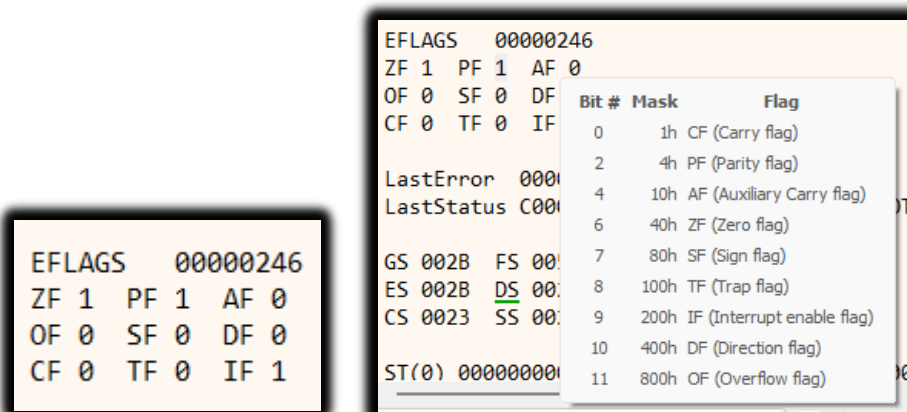 EFLAGS 00000246
ZF 1 PF 1 AF 0
OF 0 SF 0 DF 0
CF 0 TF 0 IF 1
EFLAGS 00000246
ZF 1 PF 1 AF 0
OF 0 SF 0 DF
CF 0 TF 0 IF
LastError
LastStatus
GS 002B FS
ES 002B DS
CS 0023 SS
ST(0)
Bit # Mask Flag
0 1h CF (Carry flag)
2 4h PF (Parity flag)
4 10h AF (Auxiliary Carry flag)
6 40h ZF (Zero flag)
7 80h SF (Sign flag)
8 100h TF (Trap flag)
9 200h IF (Interrupt enable flag)
10 400h DF (Direction flag)
11 800h OF (Overflow flag)